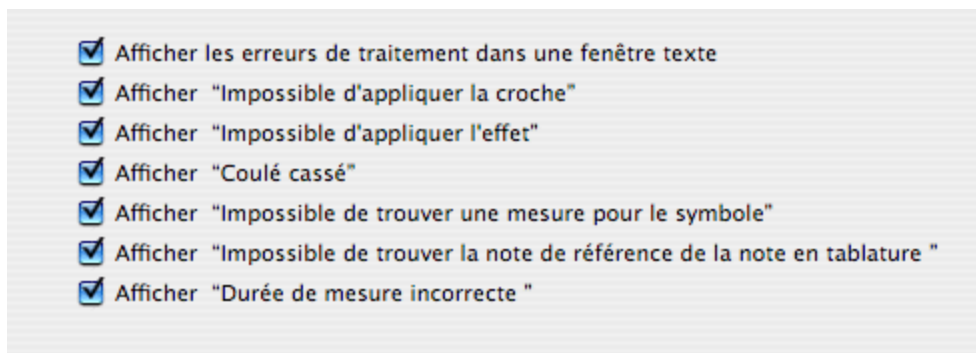 Afficher les erreurs de traitement dans une fenêtre texte
Afficher “Impossible d'appliquer la croche”
Afficher “Impossible d'appliquer l'effet”
Afficher “Coulé cassé”
Afficher “Impossible de trouver une mesure pour le symbole”
Afficher “Impossible de trouver la note de référence de la note en tablature ”
Afficher “Durée de mesure incorrecte ”